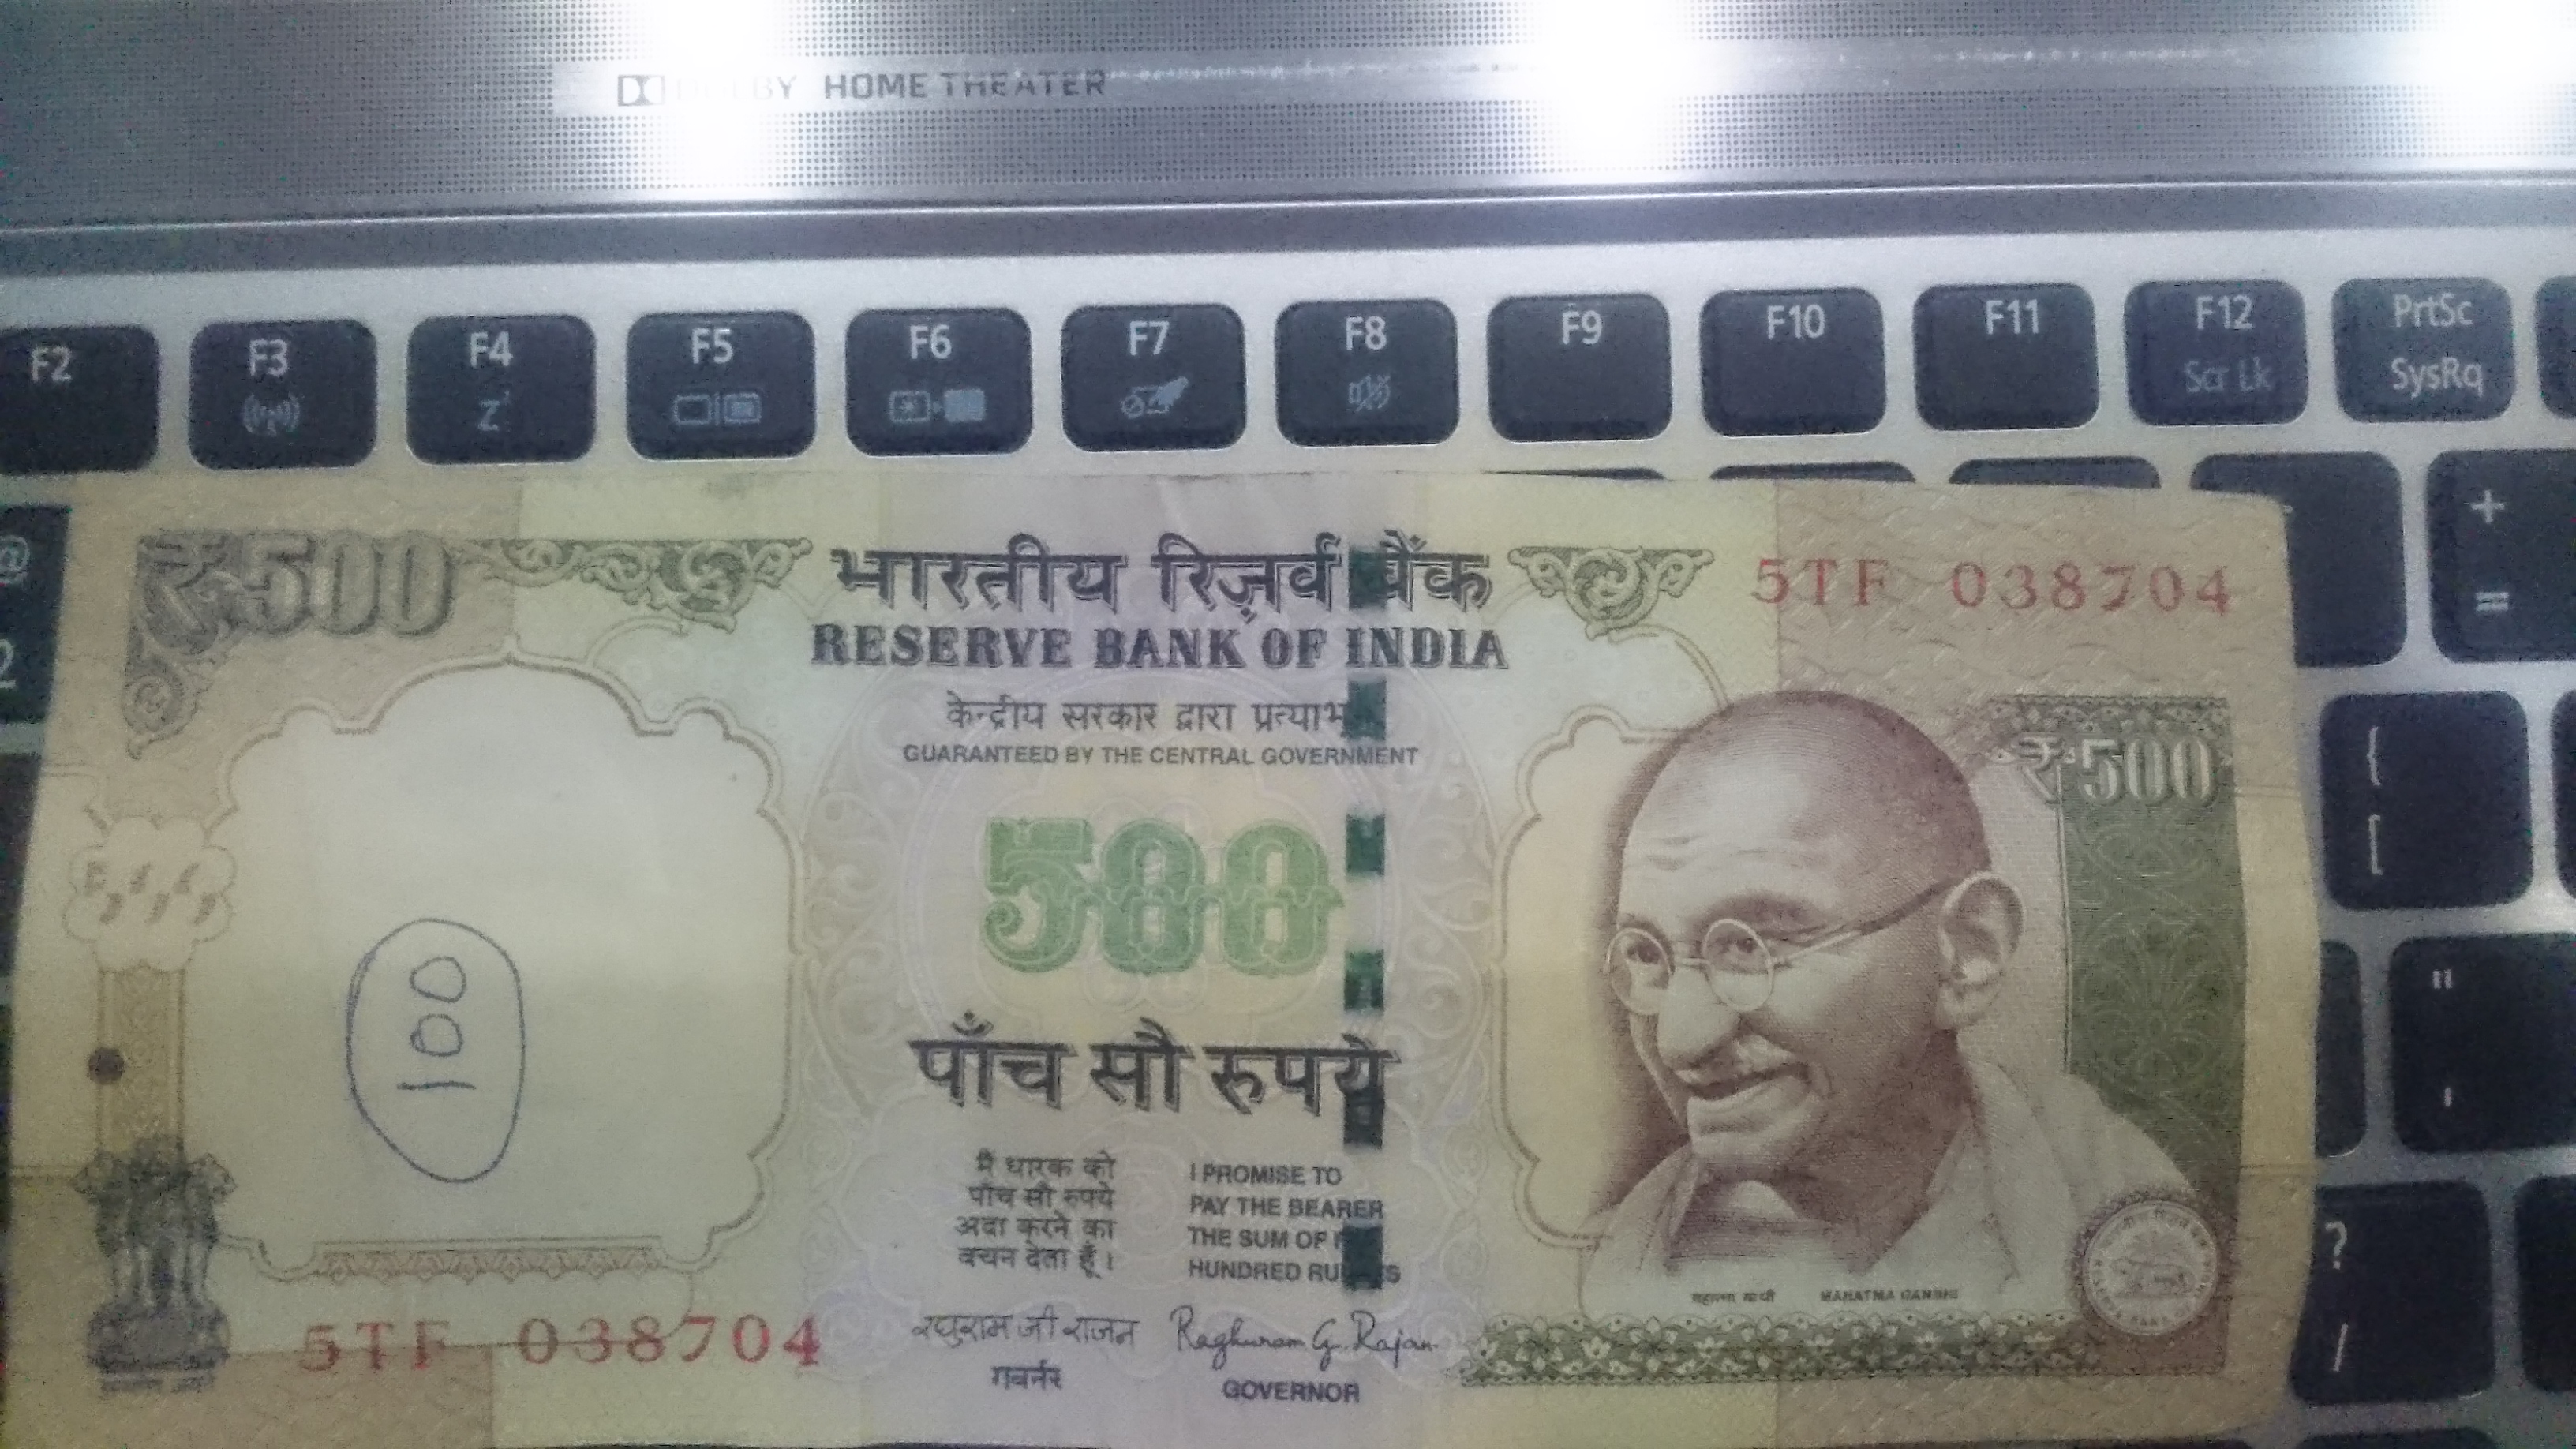 HOME THEATER
F2 F3 F4 F5 F6 F7 F8 F9 F10 F11 F12 PrtSc
Z Scr Lk SysRq
@
2
+
=
{
[
"
'
?
/
₹500
भारतीय रिज़र्व बैंक
5TF 038704
RESERVE BANK OF INDIA
केन्द्रीय सरकार द्वारा
GUARANTEED BY THE CENTRAL GOVERNMENT
₹500
500
100
पाँच सौ रुपये
मैं धारक को
पाँच सौ रुपये
अदा करने का
वचन देता हूँ।
I PROMISE TO
PAY THE BEARER
THE SUM OF
HUNDRED
महात्मा गांधी MAHATMA GANDHI
5TF 038704
रघुराम जी राजन
Raghuram G. Rajan
गवर्नर
GOVERNOR